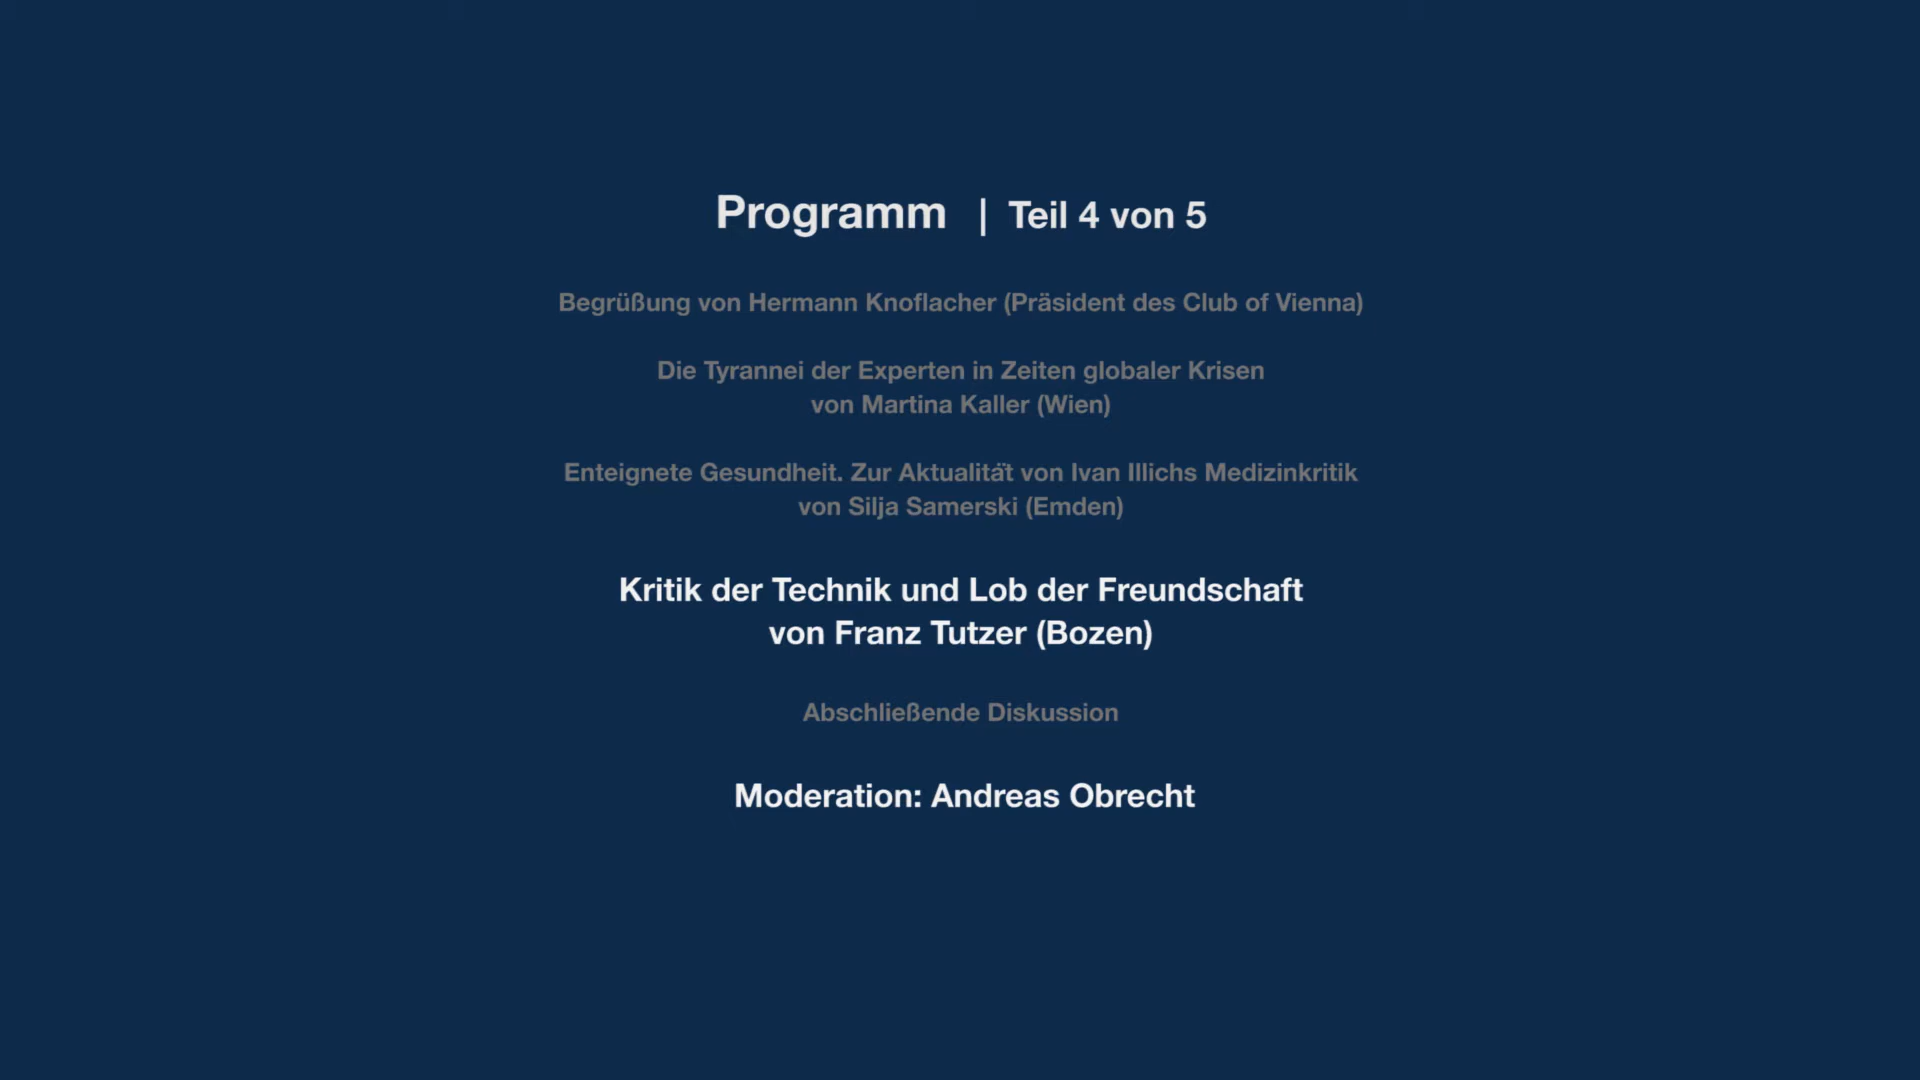 Programm | Teil 4 von 5
Begrüßung von Hermann Knoflacher (Präsident des Club of Vienna)
Die Tyrannei der Experten in Zeiten globaler Krisen
von Martina Kaller (Wien)
Enteignete Gesundheit. Zur Aktualität von Ivan Illichs Medizinkritik
von Silja Samerski (Emden)
Kritik der Technik und Lob der Freundschaft
von Franz Tutzer (Bozen)
Abschließende Diskussion
Moderation: Andreas Obrecht